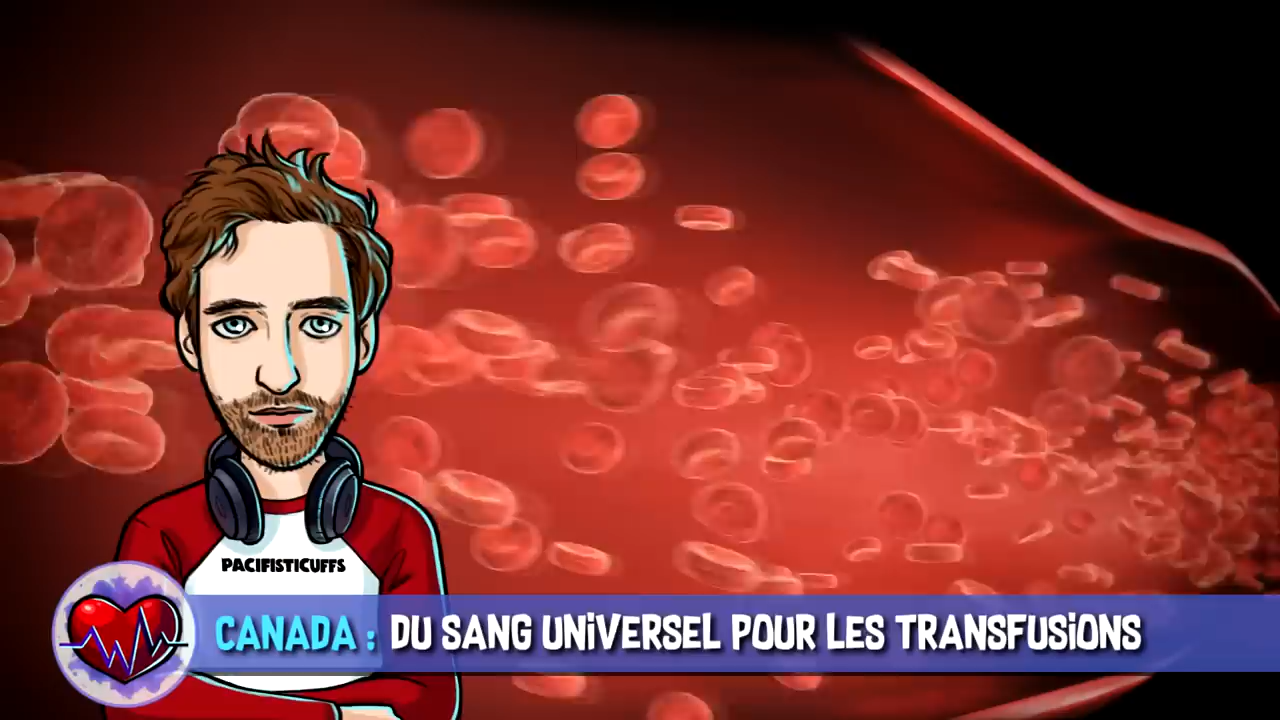 PACIFISTICUFFS
CANADA : DU SANG UNIVERSEL POUR LES TRANSFUSIONS